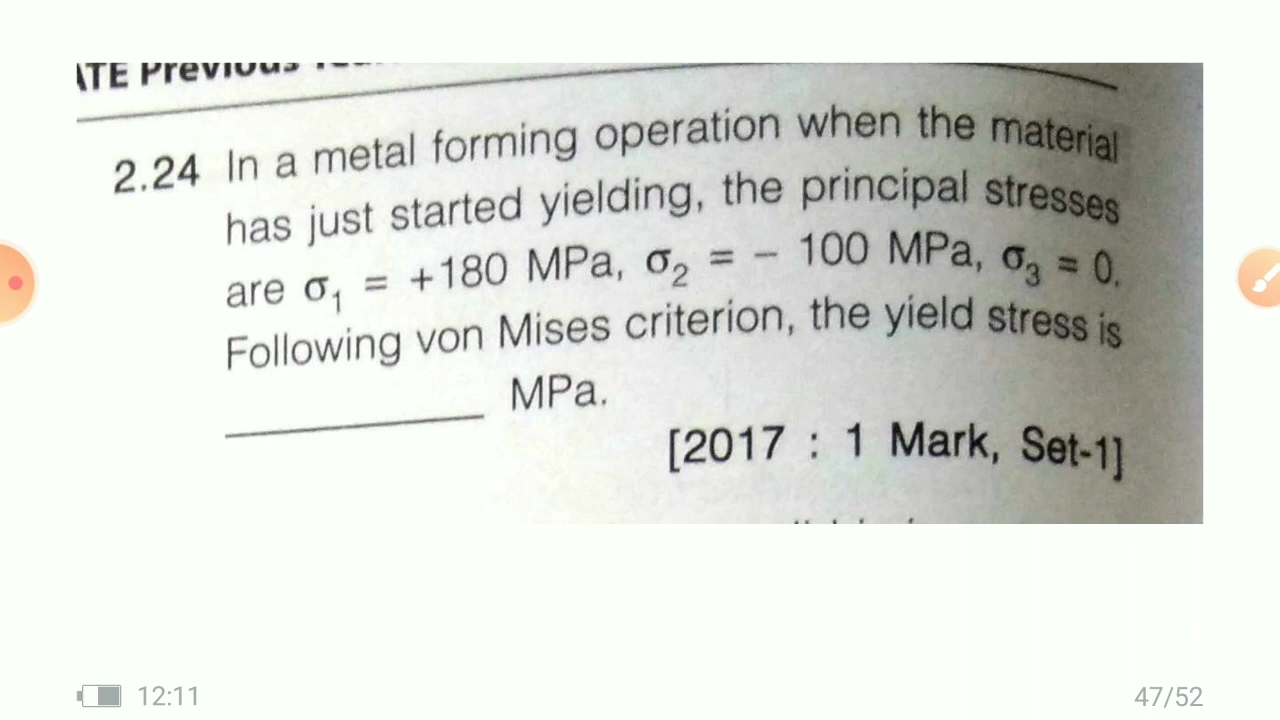 ATE Previous
2.24 In a metal forming operation when the material
has just started yielding, the principal stresses
are σ₁ = +180 MPa, σ₂ = – 100 MPa, σ₃ = 0.
Following von Mises criterion, the yield stress is
________ MPa.
[2017 : 1 Mark, Set-1]
12:11
47/52